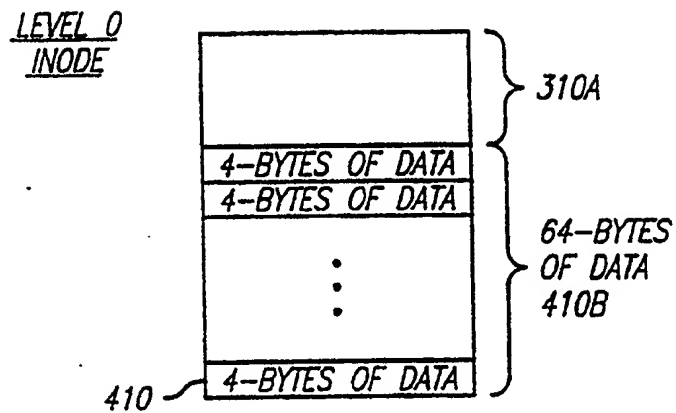 LEVEL 0
INODE
310A
4-BYTES OF DATA
4-BYTES OF DATA
64-BYTES
OF DATA
410B
4-BYTES OF DATA
410